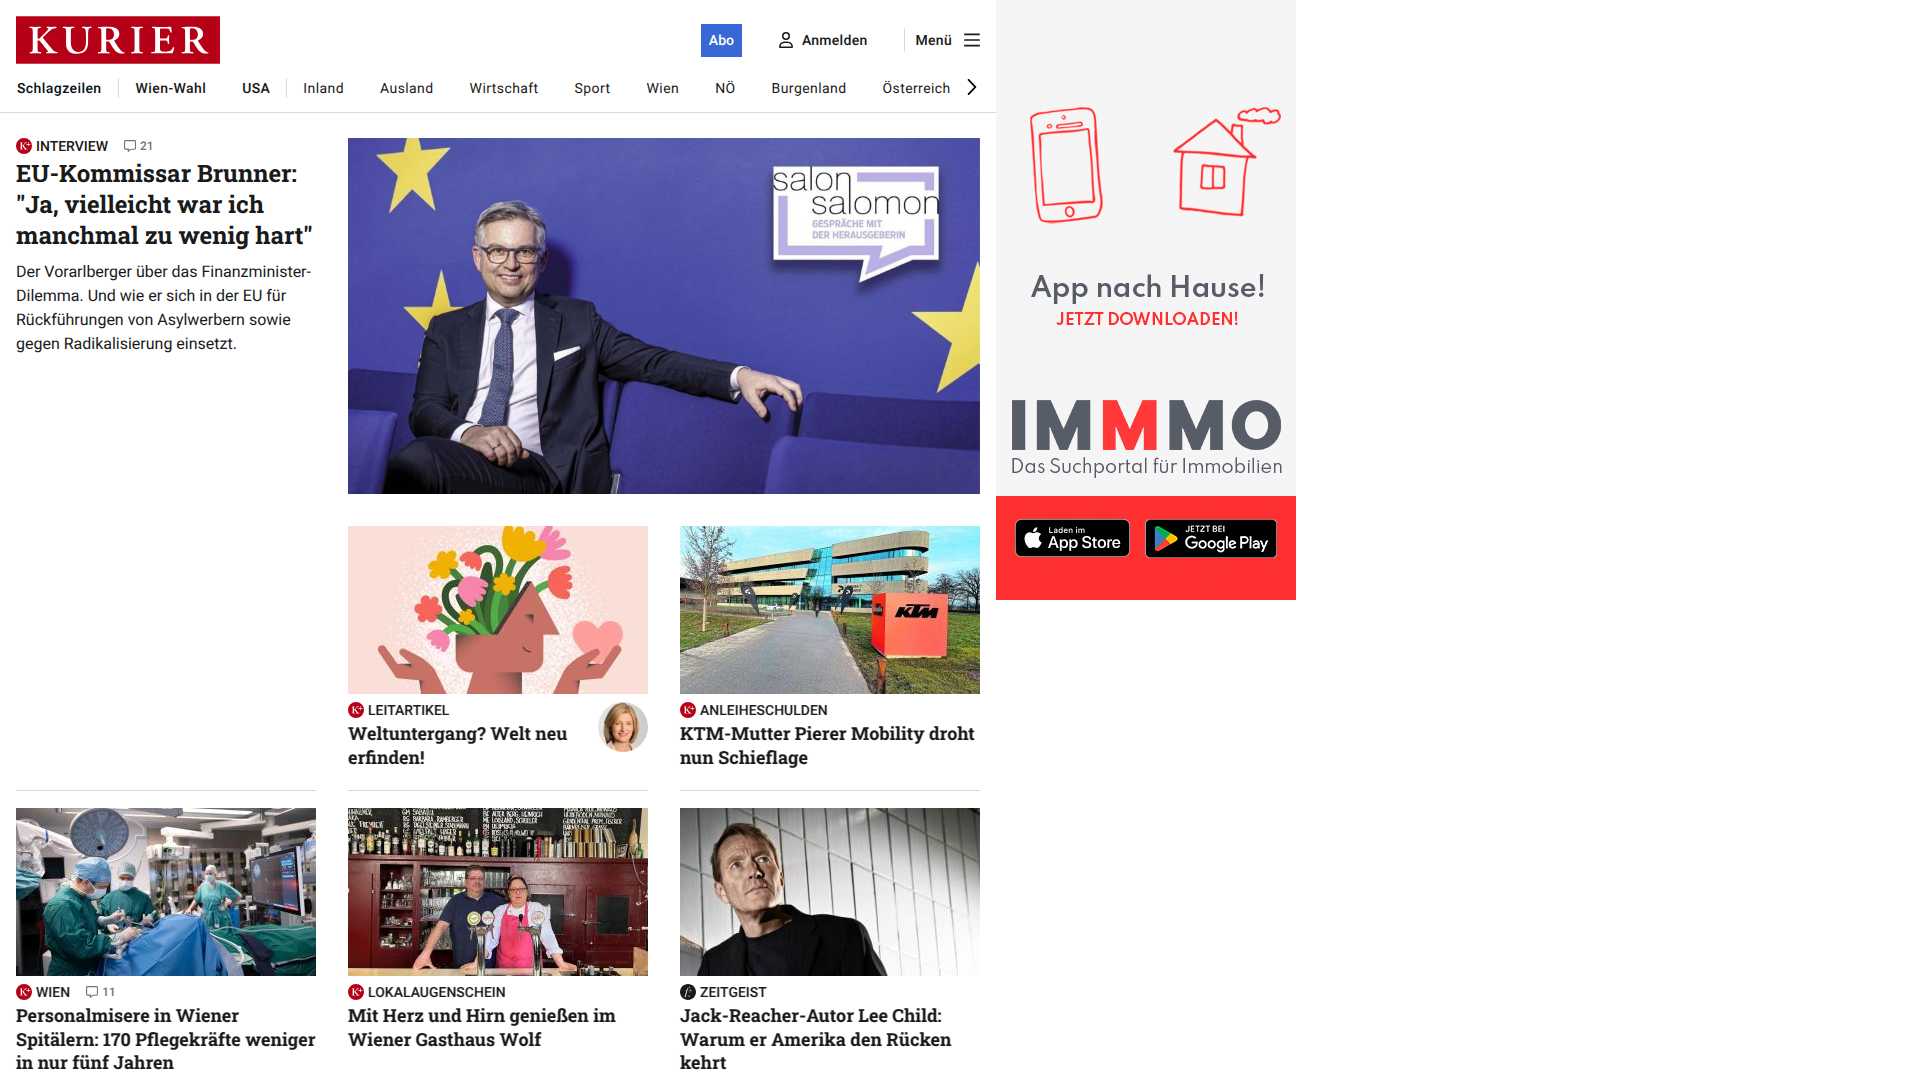 KURIER
Abo
Anmelden
Menü
Schlagzeilen
Wien-Wahl
USA
Inland
Ausland
Wirtschaft
Sport
Wien
NÖ
Burgenland
Österreich
INTERVIEW
21
EU-Kommissar Brunner:
"Ja, vielleicht war ich
manchmal zu wenig hart"
Der Vorarlberger über das Finanzminister-
Dilemma. Und wie er sich in der EU für
Rückführungen von Asylwerbern sowie
gegen Radikalisierung einsetzt.
salon
salomon
GESPRÄCHE MIT
DER HERAUSGEBERIN
LEITARTIKEL
Weltuntergang? Welt neu
erfinden!
KTM
ANLEIHESCHULDEN
KTM-Mutter Pierer Mobility droht
nun Schieflage
WIEN
11
Personalmisere in Wiener
Spitälern: 170 Pflegekräfte weniger
in nur fünf Jahren
LOKALAUGENSCHEIN
Mit Herz und Hirn genießen im
Wiener Gasthaus Wolf
ZEITGEIST
Jack-Reacher-Autor Lee Child:
Warum er Amerika den Rücken
kehrt
App nach Hause!
JETZT DOWNLOADEN!
IMMMO
Das Suchportal für Immobilien
Laden im
App Store
JETZT BEI
Google Play